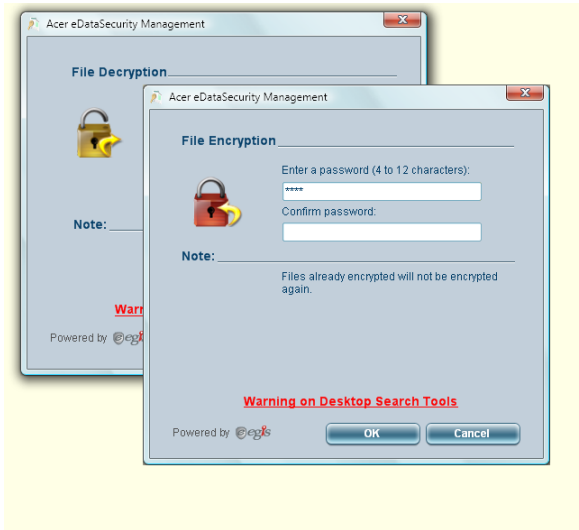 Acer eDataSecurity Management
File Decryption
Note:
Powered by egis
Acer eDataSecurity Management
File Encryption
Enter a password (4 to 12 characters):
****
Confirm password:
Note:
Files already encrypted will not be encrypted
again.
Warning on Desktop Search Tools
Powered by egis
OK
Cancel